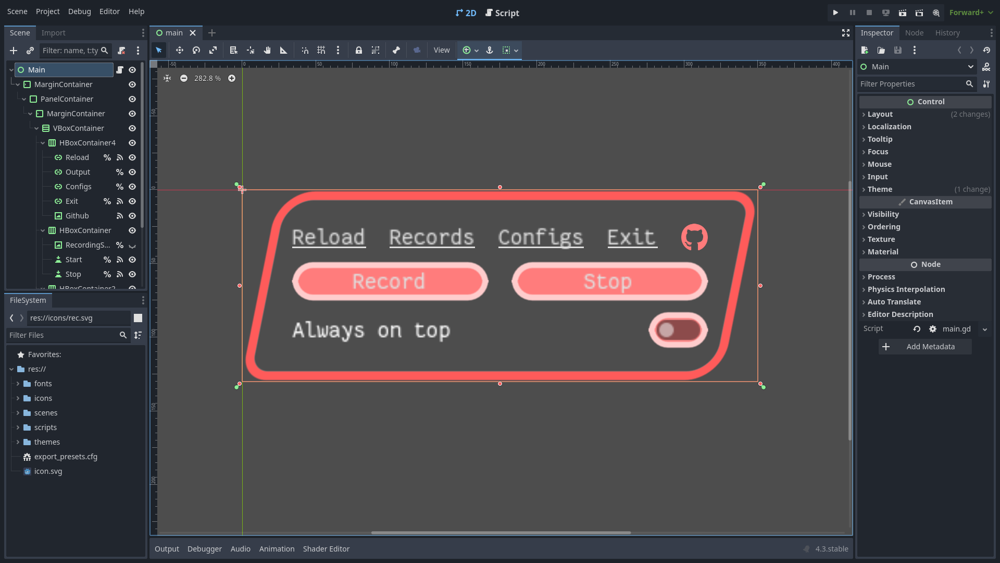 Scene Project Debug Editor Help
2D Script
Forward+
Scene Import
Filter: name, t:ty
Main
MarginContainer
PanelContainer
MarginContainer
VBoxContainer
HBoxContainer4
Reload
Output
Configs
Exit
Github
HBoxContainer
RecordingS...
Start
Stop
FileSystem
res://icons/rec.svg
Filter Files
Favorites:
res://
fonts
icons
scenes
scripts
themes
export_presets.cfg
icon.svg
main
View
282.8 %
Reload Records Configs Exit
Record Stop
Always on top
Output Debugger Audio Animation Shader Editor
4.3.stable
Inspector Node History
Main
Filter Properties
Control
Layout (2 changes)
Localization
Tooltip
Focus
Mouse
Input
Theme (1 change)
CanvasItem
Visibility
Ordering
Texture
Material
Node
Process
Physics Interpolation
Auto Translate
Editor Description
Script main.gd
Add Metadata